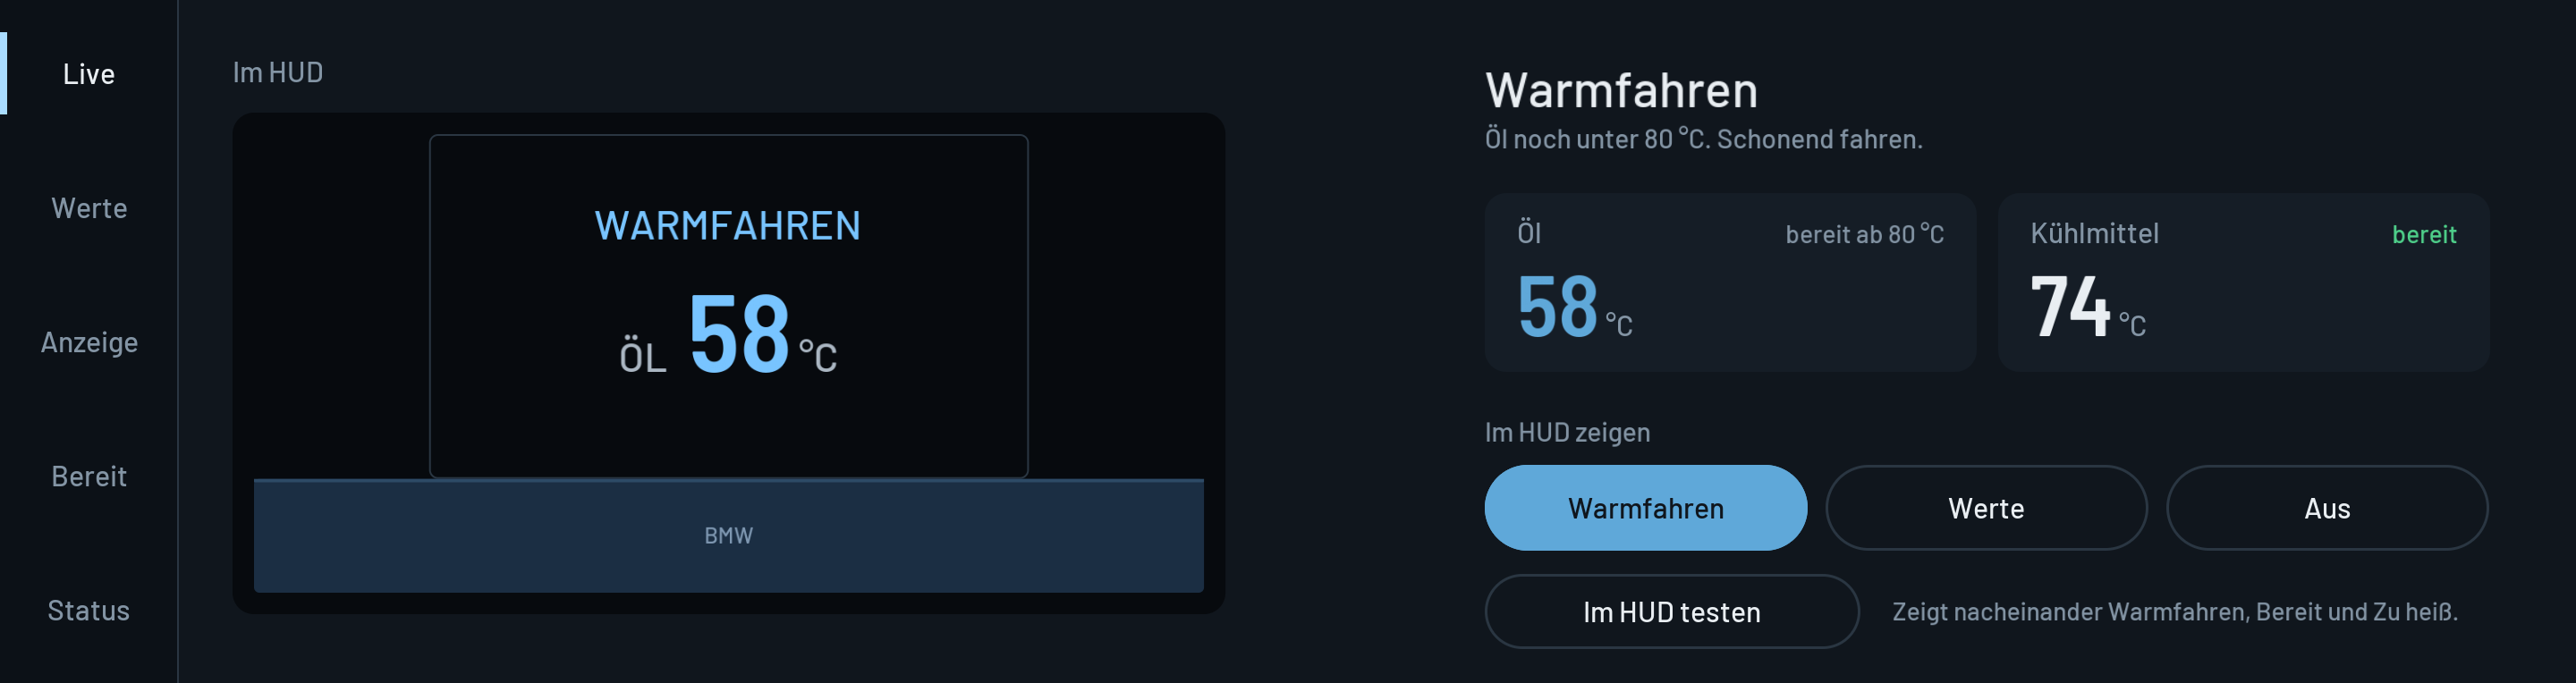 Live
Werte
Anzeige
Bereit
Status
Im HUD
WARMFAHREN
ÖL 58 °C
BMW
Warmfahren
Öl noch unter 80 °C. Schonend fahren.
Öl bereit ab 80 °C
58 °C
Kühlmittel bereit
74 °C
Im HUD zeigen
Warmfahren Werte Aus
Im HUD testen Zeigt nacheinander Warmfahren, Bereit und Zu heiß.